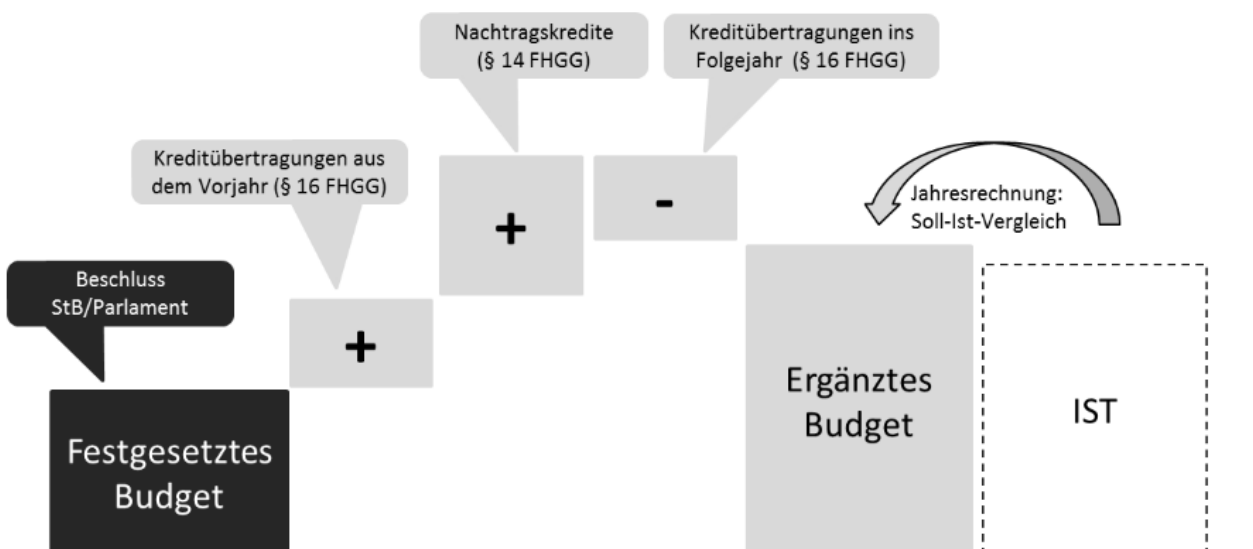 Nachtragskredite
(§ 14 FHGG)
Kreditübertragungen ins
Folgejahr (§ 16 FHGG)
Kreditübertragungen aus
dem Vorjahr (§ 16 FHGG)
+
-
Jahresrechnung:
Soll-Ist-Vergleich
Beschluss
StB/Parlament
+
Ergänztes
Budget
IST
Festgesetztes
Budget